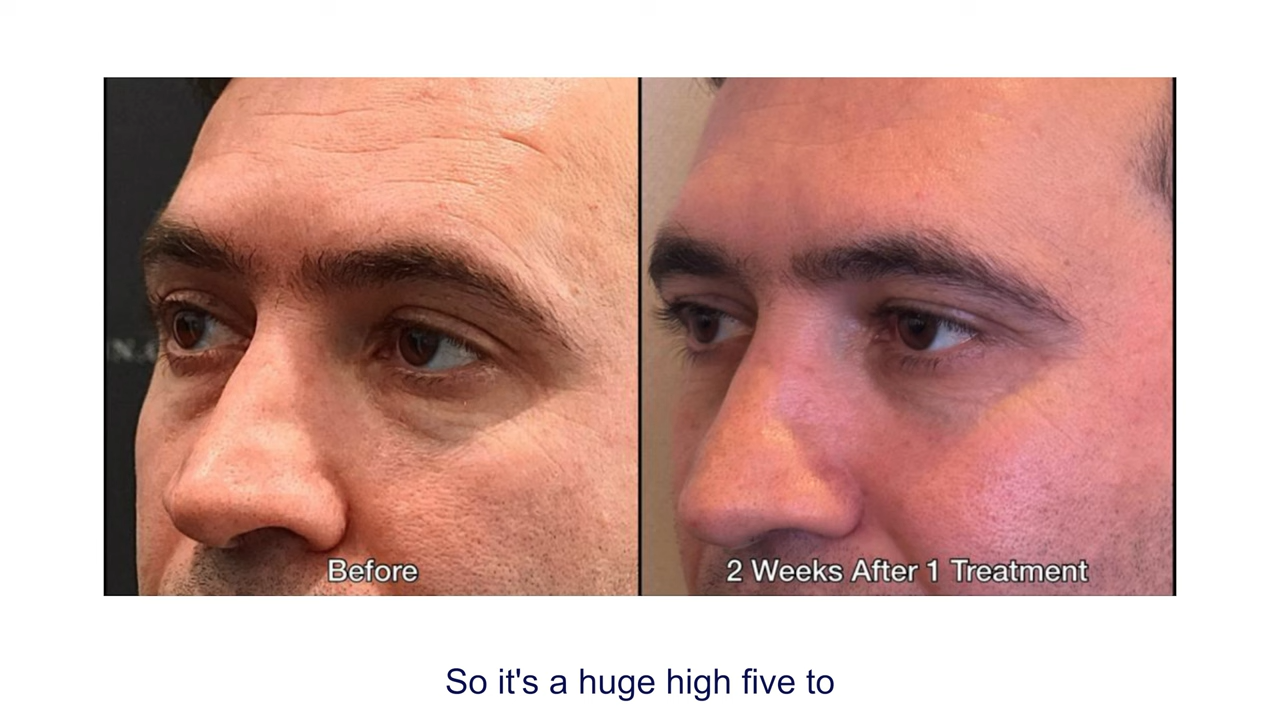 Before
2 Weeks After 1 Treatment
So it's a huge high five to